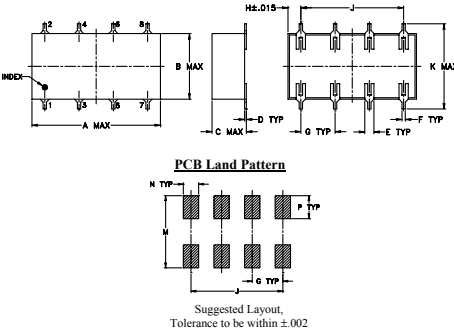 H±.015
J
2 4 6 8
INDEX
B MAX
K MAX
1 3 5 7
A MAX
C MAX
D TYP
G TYP
E TYP
F TYP
PCB Land Pattern
N TYP
P TYP
M
G TYP
J
Suggested Layout,
Tolerance to be within ±.002